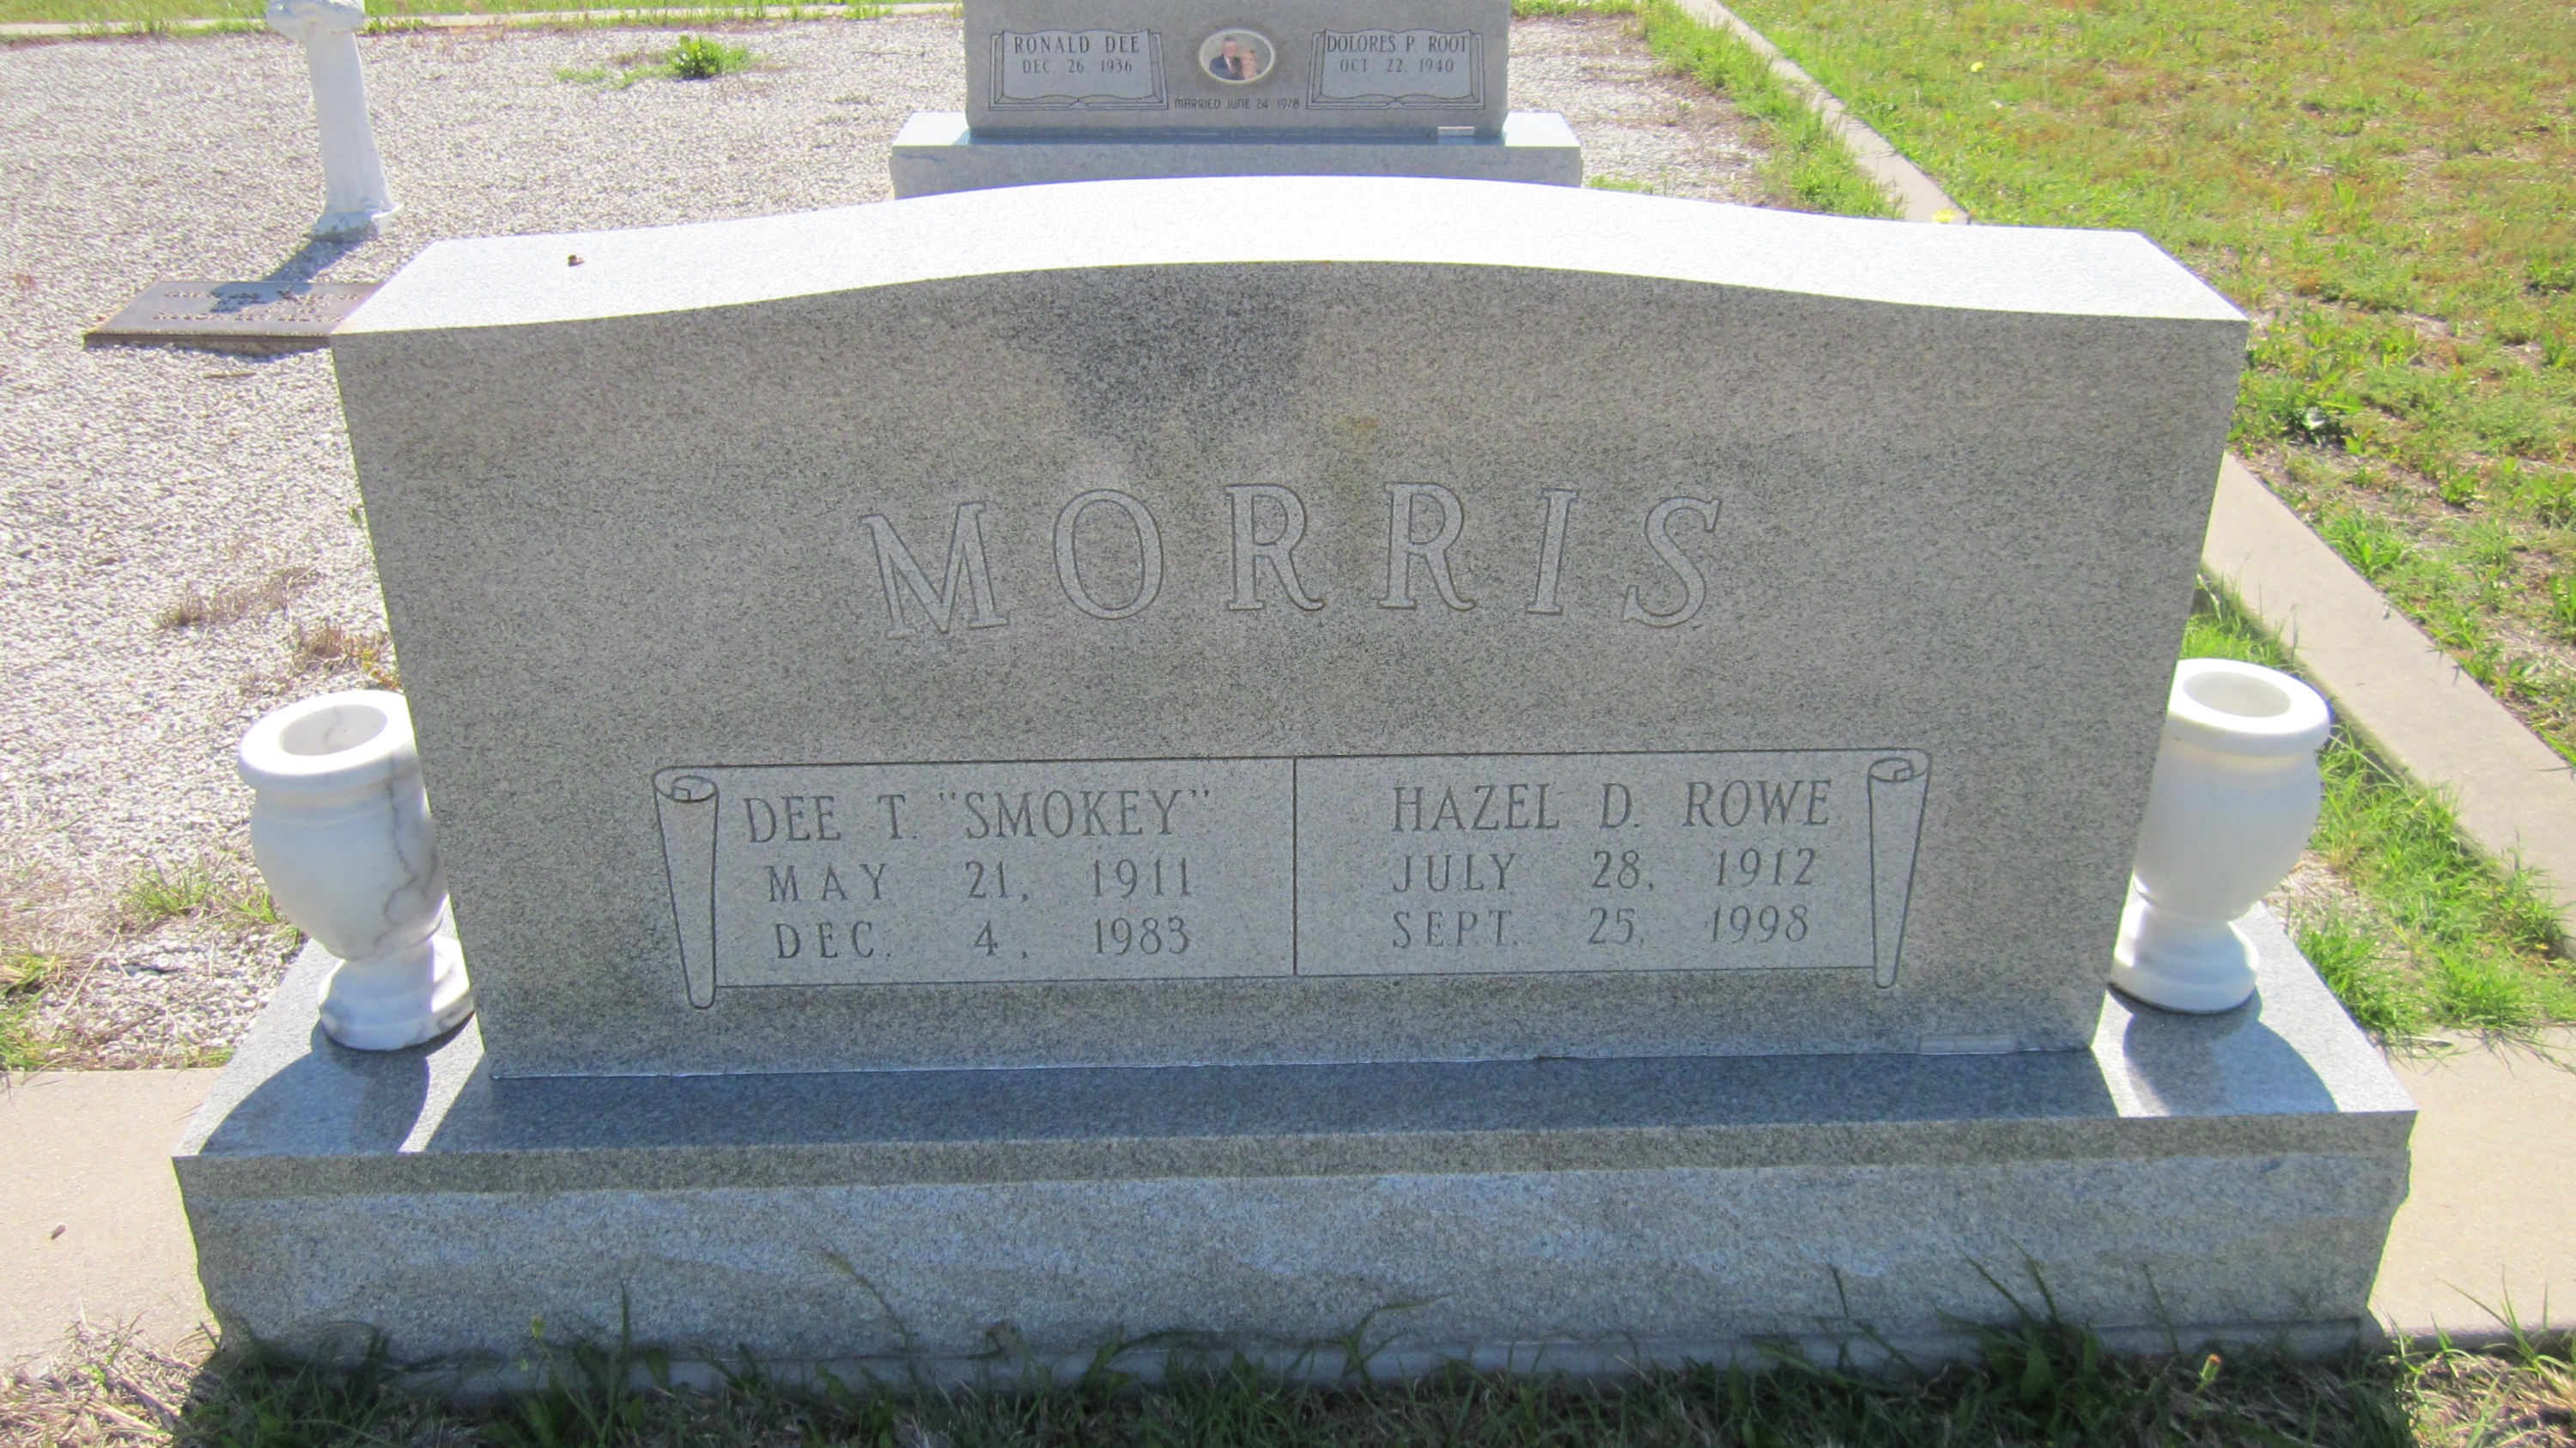 RONALD DEE
DEC 26 1936
DOLORES P. ROOT
OCT 22, 1940
MARRIED JUNE 24 1978
MORRIS
DEE T. "SMOKEY"
MAY 21, 1911
DEC. 4, 1983
HAZEL D. ROWE
JULY 28, 1912
SEPT. 25, 1998